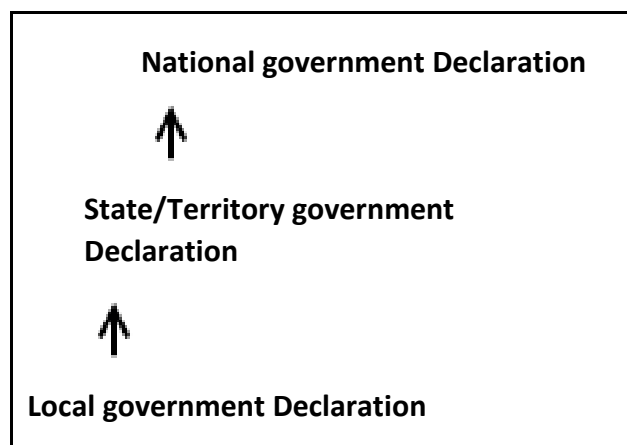 National government Declaration
State/Territory government
Declaration
Local government Declaration